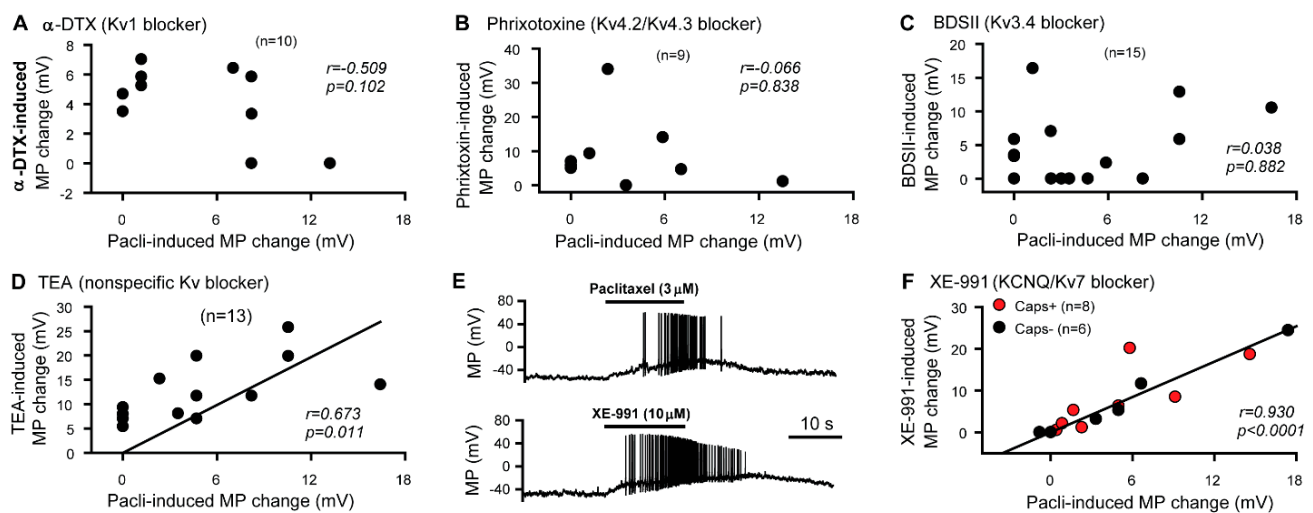 A α-DTX (Kv1 blocker)
(n=10)
r=-0.509
p=0.102
α-DTX-induced
MP change (mV)
8
6
4
2
0
-2
0 6 12 18
Pacli-induced MP change (mV)
B Phrixotoxine (Kv4.2/Kv4.3 blocker)
(n=9)
r=-0.066
p=0.838
Phrixtoxin-induced
MP change (mV)
40
30
20
10
0
0 6 12 18
Pacli-induced MP change (mV)
C BDSII (Kv3.4 blocker)
(n=15)
r=0.038
p=0.882
BDSII-induced
MP change (mV)
20
15
10
5
0
0 6 12 18
Pacli-induced MP change (mV)
D TEA (nonspecific Kv blocker)
(n=13)
r=0.673
p=0.011
TEA-induced
MP change (mV)
30
25
20
15
10
5
0
0 6 12 18
Pacli-induced MP change (mV)
E
Paclitaxel (3 μM)
MP (mV)
80
40
0
-40
XE-991 (10 μM)
10 s
MP (mV)
80
40
0
-40
F XE-991 (KCNQ/Kv7 blocker)
Caps+ (n=8)
Caps- (n=6)
r=0.930
p<0.0001
XE-991-induced
MP change (mV)
30
20
10
0
0 6 12 18
Pacli-induced MP change (mV)